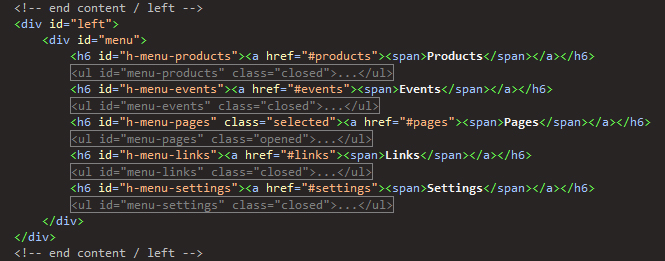 <!-- end content / left -->
<div id="left">
<div id="menu">
<h6 id="h-menu-products"><a href="#products"><span>Products</span></a></h6>
<ul id="menu-products" class="closed">...</ul>
<h6 id="h-menu-events"><a href="#events"><span>Events</span></a></h6>
<ul id="menu-events" class="closed">...</ul>
<h6 id="h-menu-pages" class="selected"><a href="#pages"><span>Pages</span></a></h6>
<ul id="menu-pages" class="opened">...</ul>
<h6 id="h-menu-links"><a href="#links"><span>Links</span></a></h6>
<ul id="menu-links" class="closed">...</ul>
<h6 id="h-menu-settings"><a href="#settings"><span>Settings</span></a></h6>
<ul id="menu-settings" class="closed">...</ul>
</div>
</div>
<!-- end content / left -->